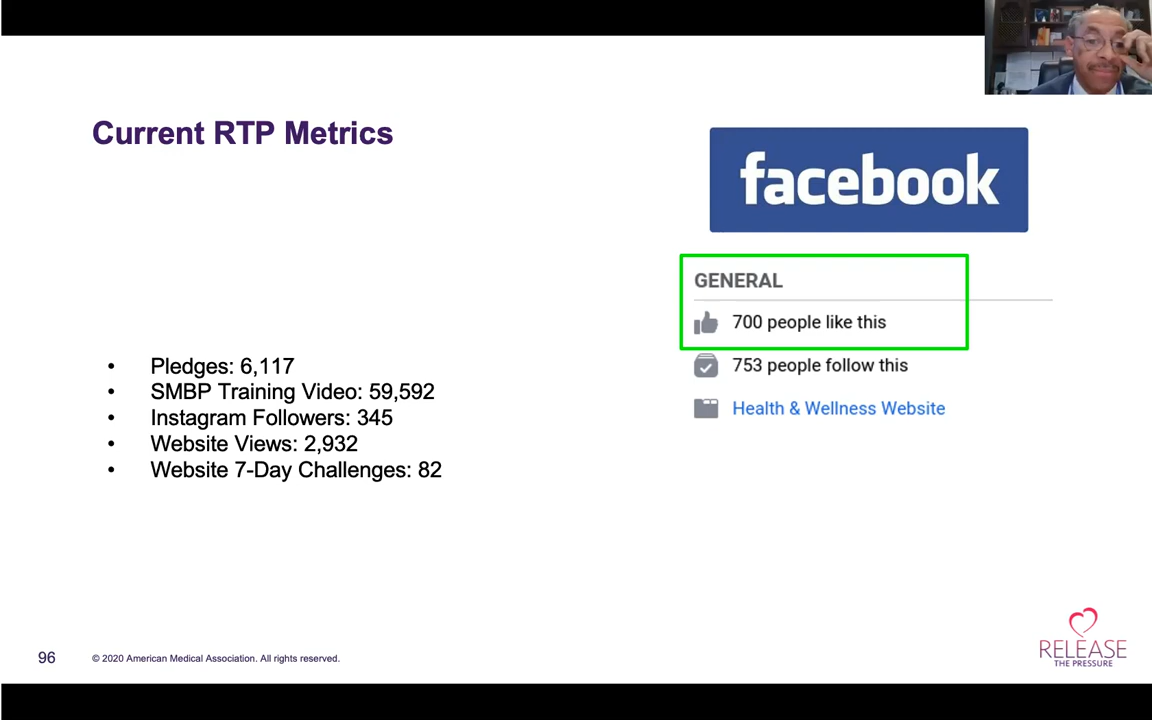 Current RTP Metrics
facebook
GENERAL
700 people like this
753 people follow this
Health & Wellness Website
• Pledges: 6,117
• SMBP Training Video: 59,592
• Instagram Followers: 345
• Website Views: 2,932
• Website 7-Day Challenges: 82
RELEASE
THE PRESSURE
96 © 2020 American Medical Association. All rights reserved.